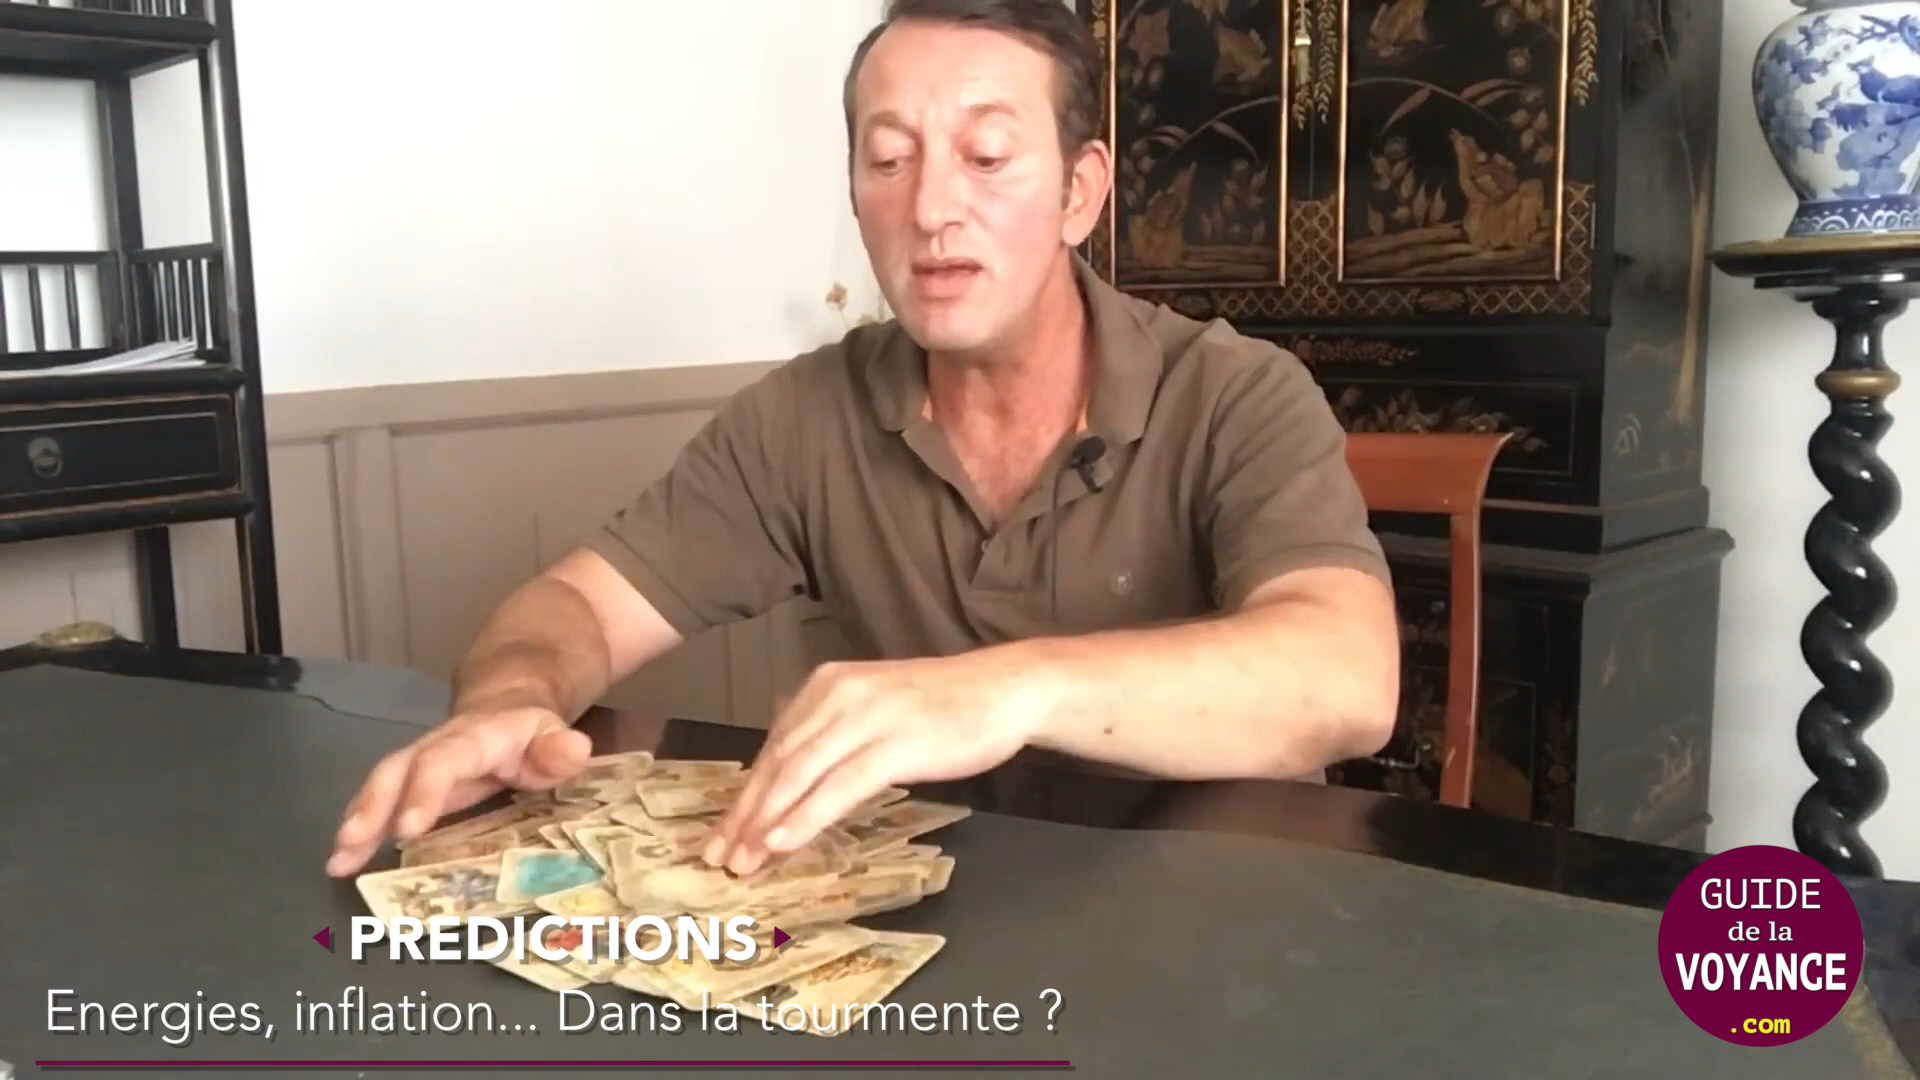 PREDICTIONS
Energies, inflation... Dans la tourmente ?
GUIDE
de la
VOYANCE
.com